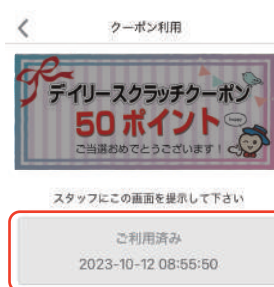 クーポン利用
デイリースクラッチクーポン
50 ポイント
ご当選おめでとうございます!
スタッフにこの画面を提示して下さい
ご利用済み
2023-10-12 08:55:50